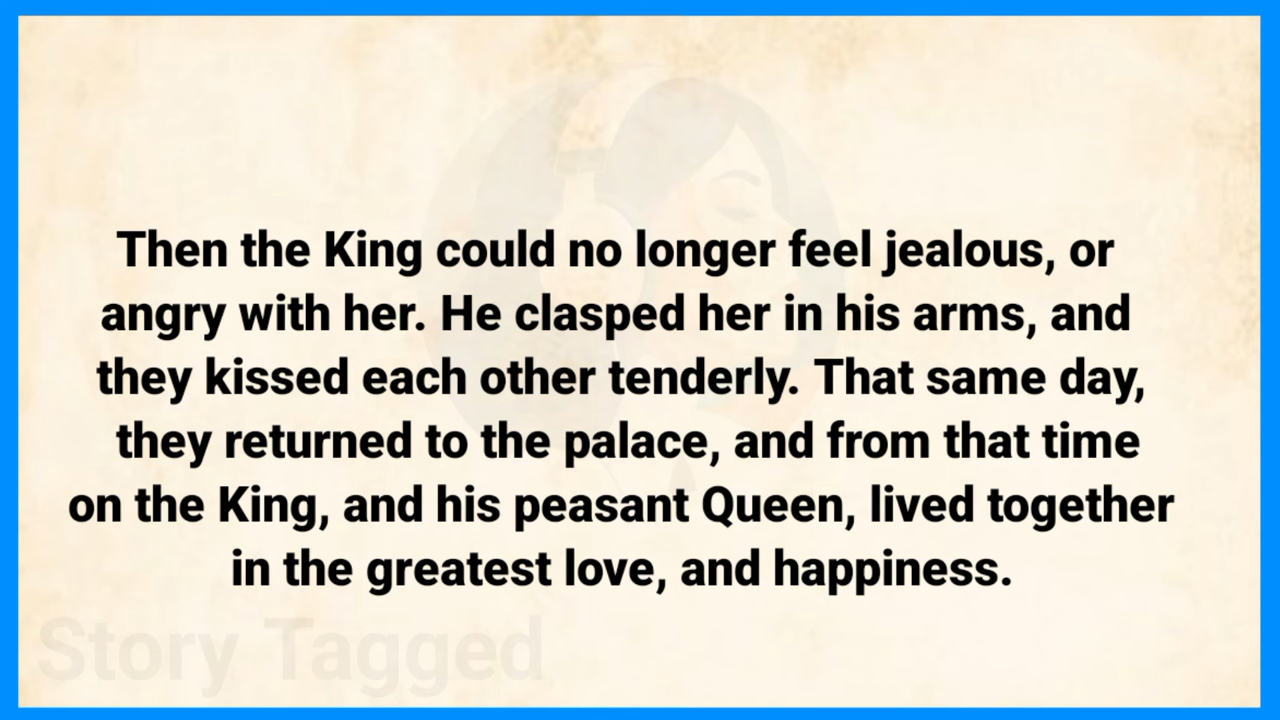 Then the King could no longer feel jealous, or
angry with her. He clasped her in his arms, and
they kissed each other tenderly. That same day,
they returned to the palace, and from that time
on the King, and his peasant Queen, lived together
in the greatest love, and happiness.
Story Tagged